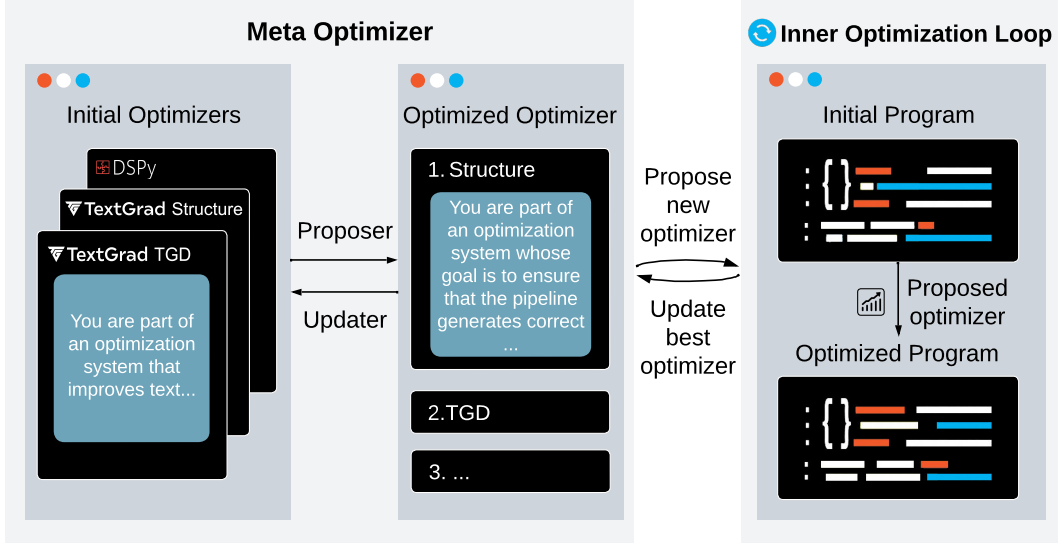 Meta Optimizer
Initial Optimizers
DSPy
TextGrad Structure
TextGrad TGD
You are part of
an optimization
system that
improves text...
Proposer
Updater
Optimized Optimizer
1. Structure
You are part of
an optimization
system whose
goal is to ensure
that the pipeline
generates correct
...
2.TGD
3. ...
Propose
new
optimizer
Update
best
optimizer
Inner Optimization Loop
Initial Program
{}
Proposed
optimizer
Optimized Program
{}